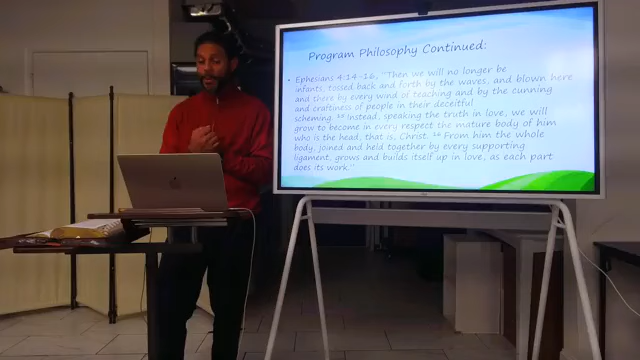 Program Philosophy Continued:
• Ephesians 4:14-16, "Then we will no longer be
infants, tossed back and forth by the waves, and blown here
and there by every wind of teaching and by the cunning
and craftiness of people in their deceitful
scheming. 15 Instead, speaking the truth in love, we will
grow to become in every respect the mature body of him
who is the head, that is, Christ. 16 From him the whole
body, joined and held together by every supporting
ligament, grows and builds itself up in love, as each part
does its work."